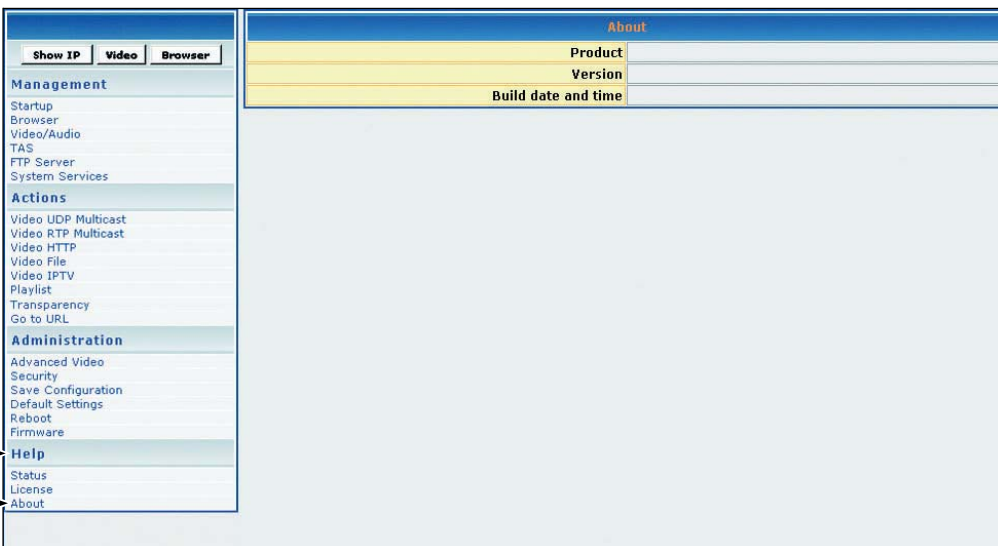 Show IP Video Browser
Management
Startup
Browser
Video/Audio
TAS
FTP Server
System Services
Actions
Video UDP Multicast
Video RTP Multicast
Video HTTP
Video File
Video IPTV
Playlist
Transparency
Go to URL
Administration
Advanced Video
Security
Save Configuration
Default Settings
Reboot
Firmware
Help
Status
License
About
About
Product
Version
Build date and time